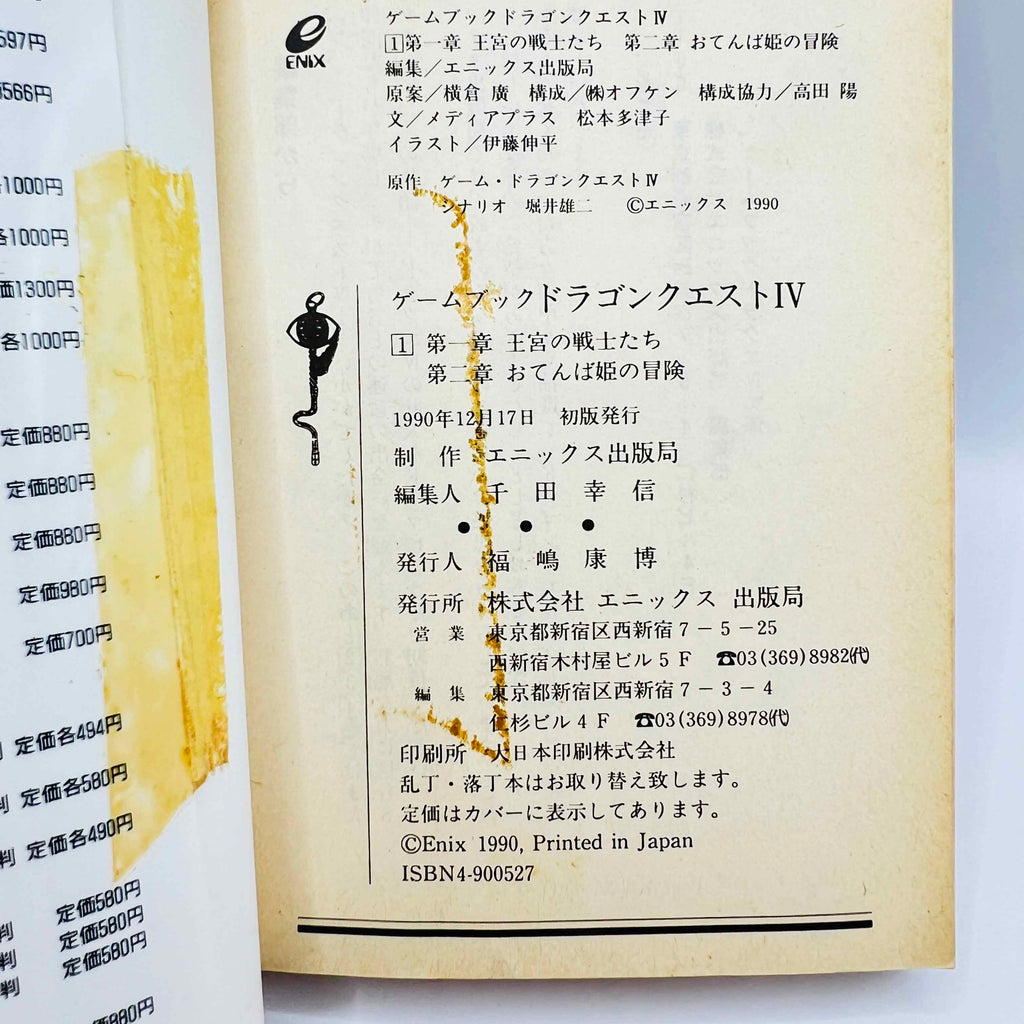 597円
価566円
各1000円
各1000円
価1300円
各1000円
定価880円
定価880円
定価880円
定価980円
定価700円
定価各494円
判 定価各580円
判 定価各490円
定価580円
判 定価580円
判 定価580円
判
価880円
ENIX
ゲームブックドラゴンクエストⅣ
1第一章 王宮の戦士たち 第二章 おてんば姫の冒険
編集／エニックス出版局
原案／横倉 廣 構成／㈱オフケン 構成協力／高田 陽
文／メディアプラス 松本多津子
イラスト／伊藤伸平
原作 ゲーム・ドラゴンクエストⅣ
シナリオ 堀井雄二 ©エニックス 1990
ゲームブックドラゴンクエストⅣ
1 第一章 王宮の戦士たち
第二章 おてんば姫の冒険
1990年12月17日 初版発行
制 作 エニックス出版局
編集人 千 田 幸 信
● ● ●
発行人 福 嶋 康 博
発行所 株式会社 エニックス 出版局
営 業 東京都新宿区西新宿7－5－25
西新宿木村屋ビル5F ☎03(369)8982㈹
編 集 東京都新宿区西新宿7－3－4
仁杉ビル4F ☎03(369)8978㈹
印刷所 大日本印刷株式会社
乱丁・落丁本はお取り替え致します。
定価はカバーに表示してあります。
©Enix 1990, Printed in Japan
ISBN4-900527